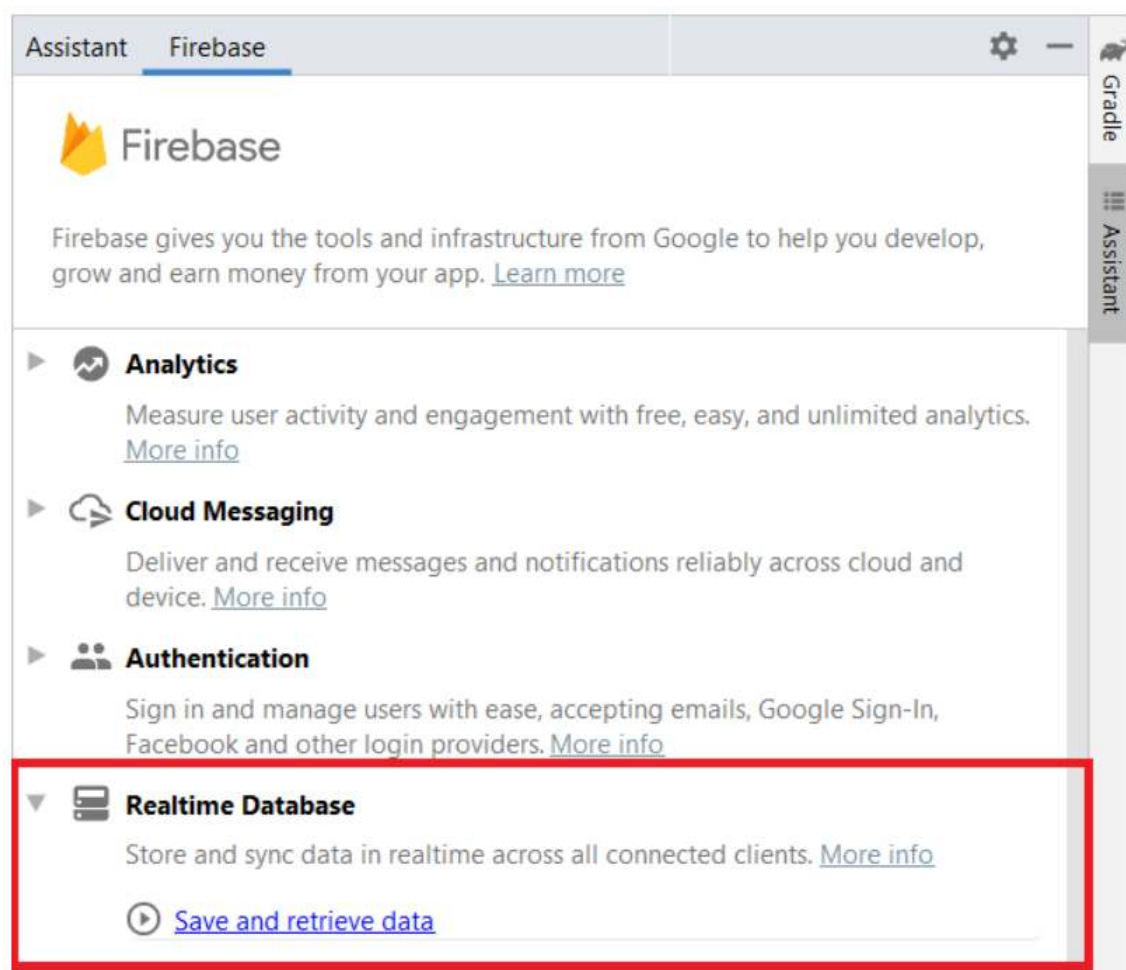 Assistant Firebase
Gradle
Assistant
Firebase
Firebase gives you the tools and infrastructure from Google to help you develop,
grow and earn money from your app. Learn more
Analytics
Measure user activity and engagement with free, easy, and unlimited analytics.
More info
Cloud Messaging
Deliver and receive messages and notifications reliably across cloud and
device. More info
Authentication
Sign in and manage users with ease, accepting emails, Google Sign-In,
Facebook and other login providers. More info
Realtime Database
Store and sync data in realtime across all connected clients. More info
Save and retrieve data